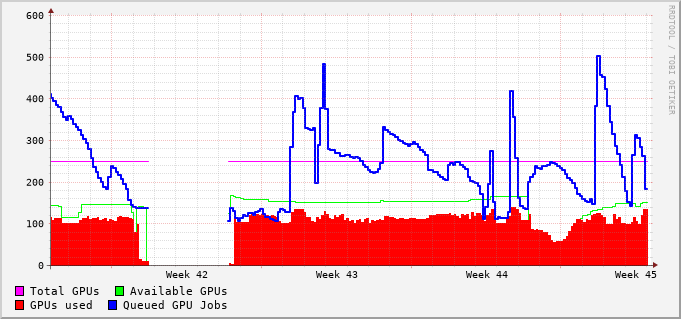 600
500
400
300
200
100
0
Week 42 Week 43 Week 44 Week 45
Total GPUs Available GPUs
GPUs used Queued GPU Jobs
RRDTOOL / TOBI OETIKER